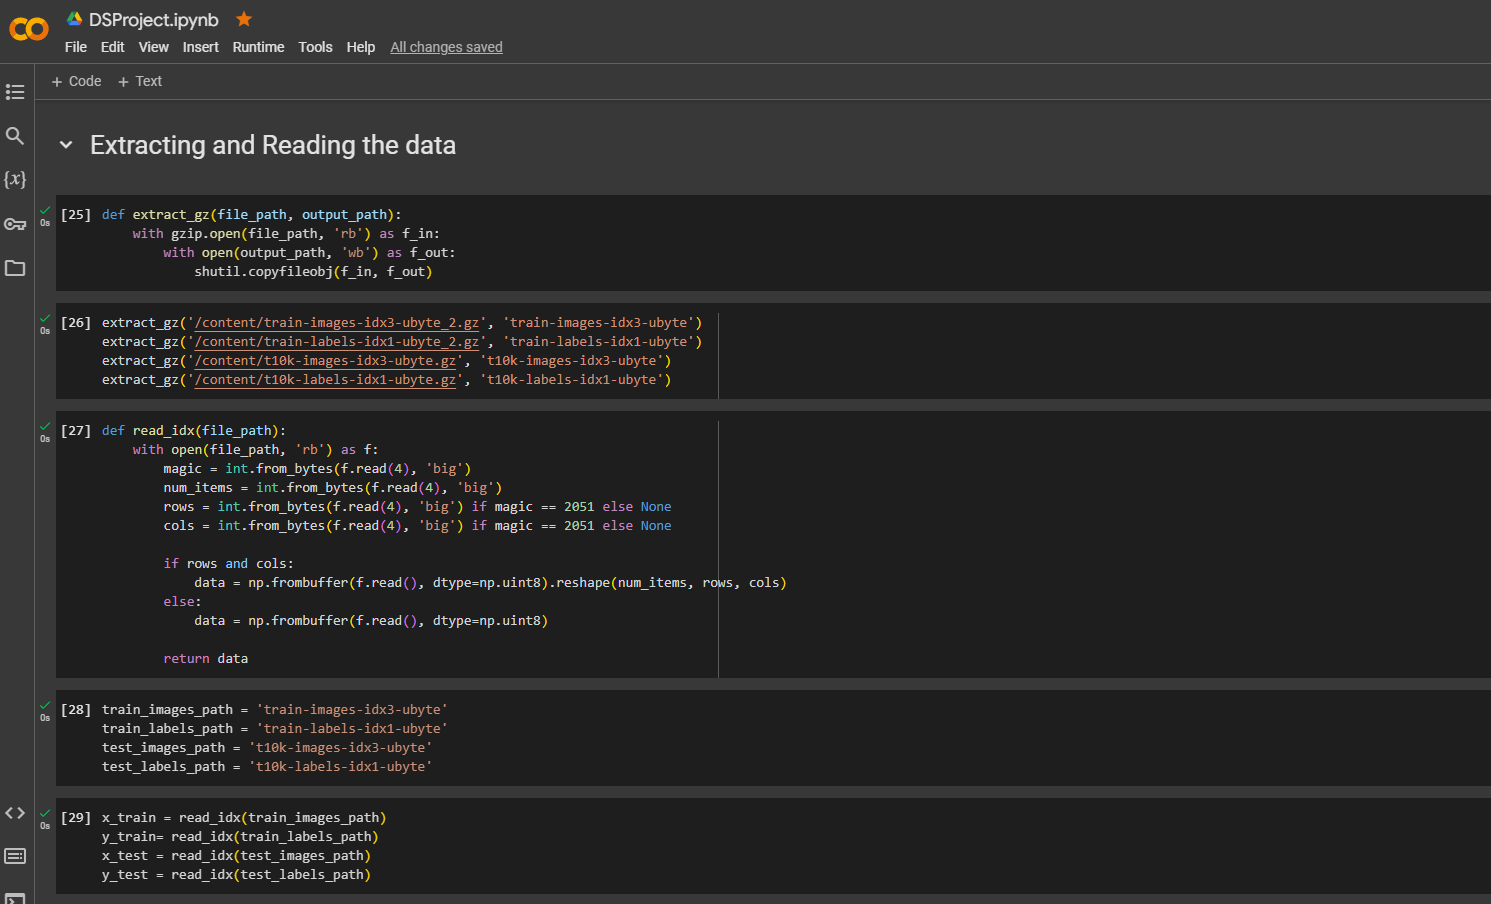 DSProject.ipynb
File Edit View Insert Runtime Tools Help All changes saved
+ Code + Text
Extracting and Reading the data
[25] def extract_gz(file_path, output_path):
0s
    with gzip.open(file_path, 'rb') as f_in:
        with open(output_path, 'wb') as f_out:
            shutil.copyfileobj(f_in, f_out)
[26] extract_gz('/content/train-images-idx3-ubyte_2.gz', 'train-images-idx3-ubyte')
0s
extract_gz('/content/train-labels-idx1-ubyte_2.gz', 'train-labels-idx1-ubyte')
extract_gz('/content/t10k-images-idx3-ubyte.gz', 't10k-images-idx3-ubyte')
extract_gz('/content/t10k-labels-idx1-ubyte.gz', 't10k-labels-idx1-ubyte')
[27] def read_idx(file_path):
0s
    with open(file_path, 'rb') as f:
        magic = int.from_bytes(f.read(4), 'big')
        num_items = int.from_bytes(f.read(4), 'big')
        rows = int.from_bytes(f.read(4), 'big') if magic == 2051 else None
        cols = int.from_bytes(f.read(4), 'big') if magic == 2051 else None
        if rows and cols:
            data = np.frombuffer(f.read(), dtype=np.uint8).reshape(num_items, rows, cols)
        else:
            data = np.frombuffer(f.read(), dtype=np.uint8)
        return data
[28] train_images_path = 'train-images-idx3-ubyte'
0s
train_labels_path = 'train-labels-idx1-ubyte'
test_images_path = 't10k-images-idx3-ubyte'
test_labels_path = 't10k-labels-idx1-ubyte'
[29] x_train = read_idx(train_images_path)
0s
y_train= read_idx(train_labels_path)
x_test = read_idx(test_images_path)
y_test = read_idx(test_labels_path)
{x}